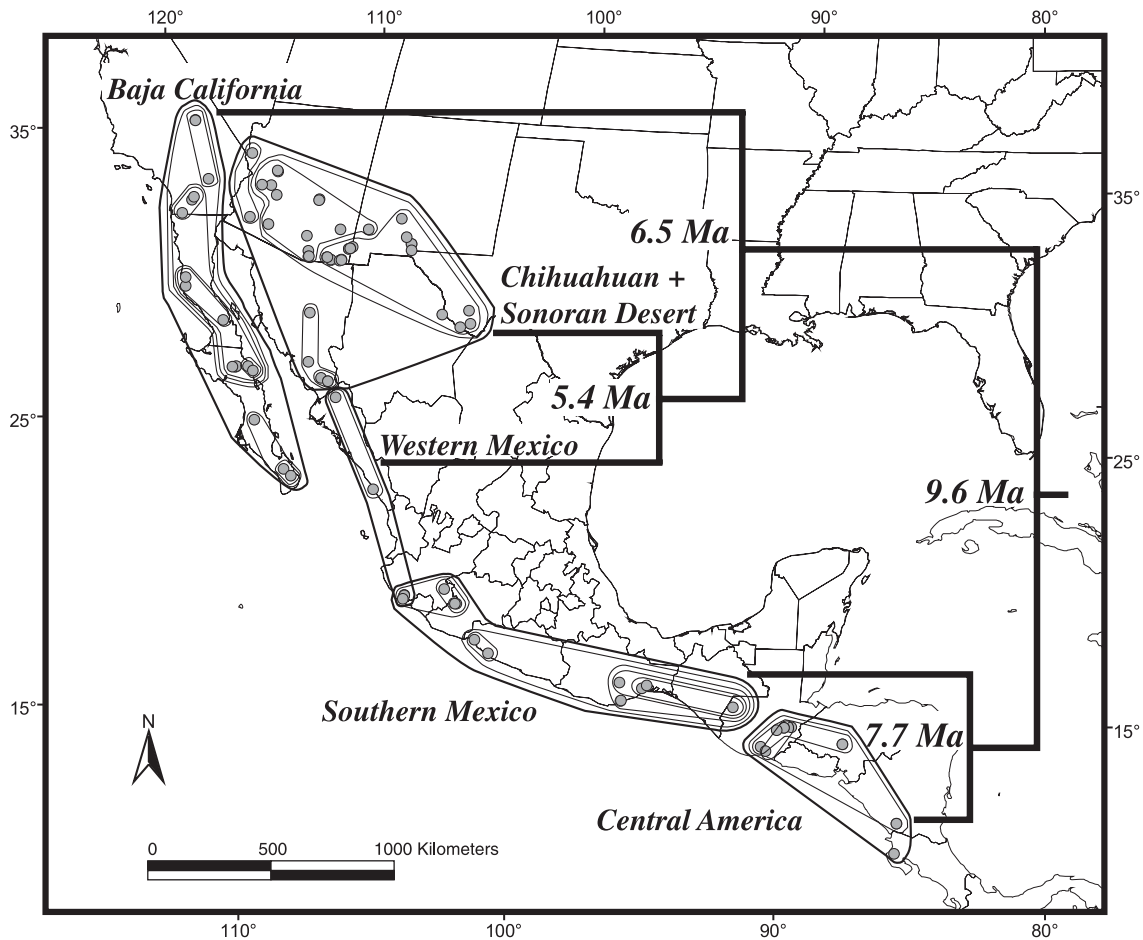 120° 110° 100° 90° 80°
Baja California
35°
35°
6.5 Ma
Chihuahuan +
Sonoran Desert
5.4 Ma
25°
Western Mexico
25°
9.6 Ma
15°
Southern Mexico
15°
7.7 Ma
N
Central America
0 500 1000 Kilometers
110° 100° 90° 80°